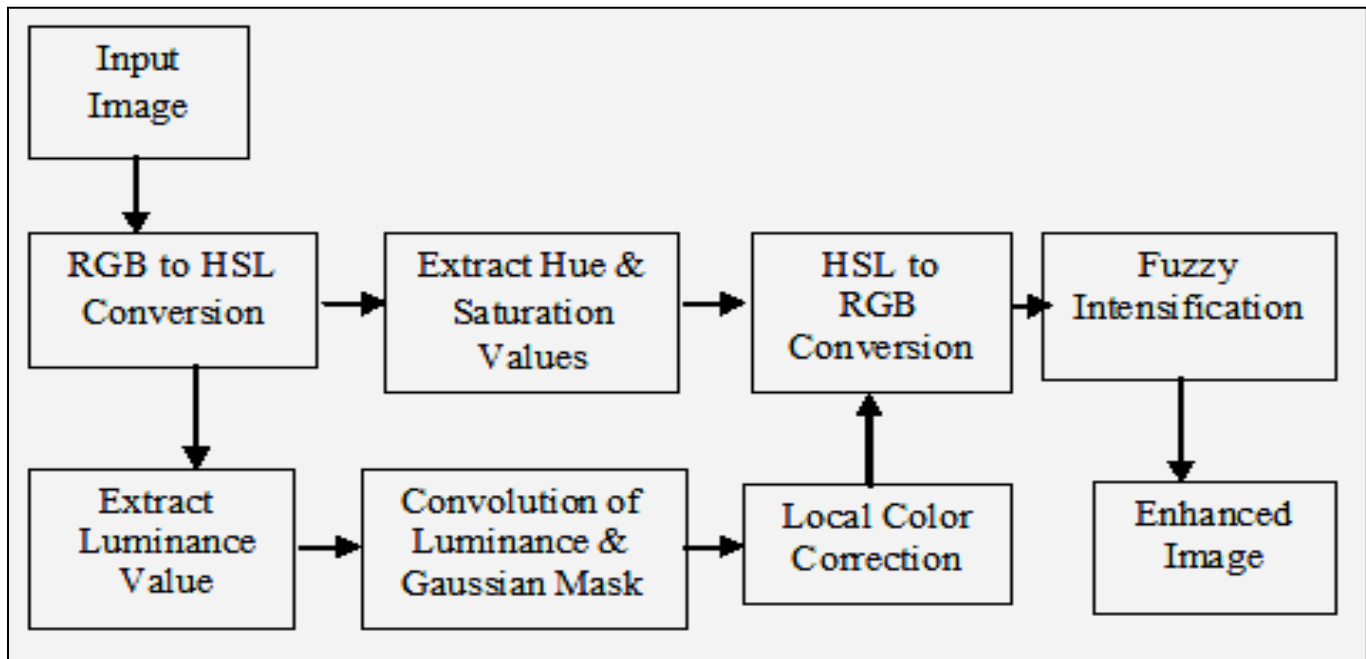 Input
Image
RGB to HSL
Conversion
Extract Hue &
Saturation
Values
HSL to
RGB
Conversion
Fuzzy
Intensification
Extract
Luminance
Value
Convolution of
Luminance &
Gaussian Mask
Local Color
Correction
Enhanced
Image